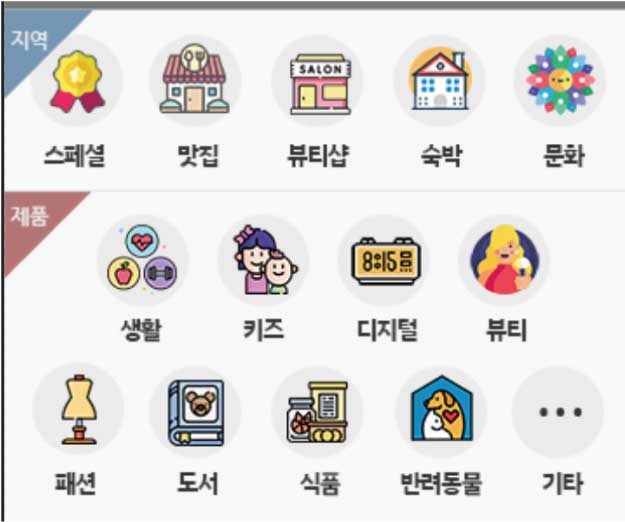 지역
SALON
스페셜 맛집 뷰티샵 숙박 문화
제품
8:15
생활 키즈 디지털 뷰티
패션 도서 식품 반려동물 기타